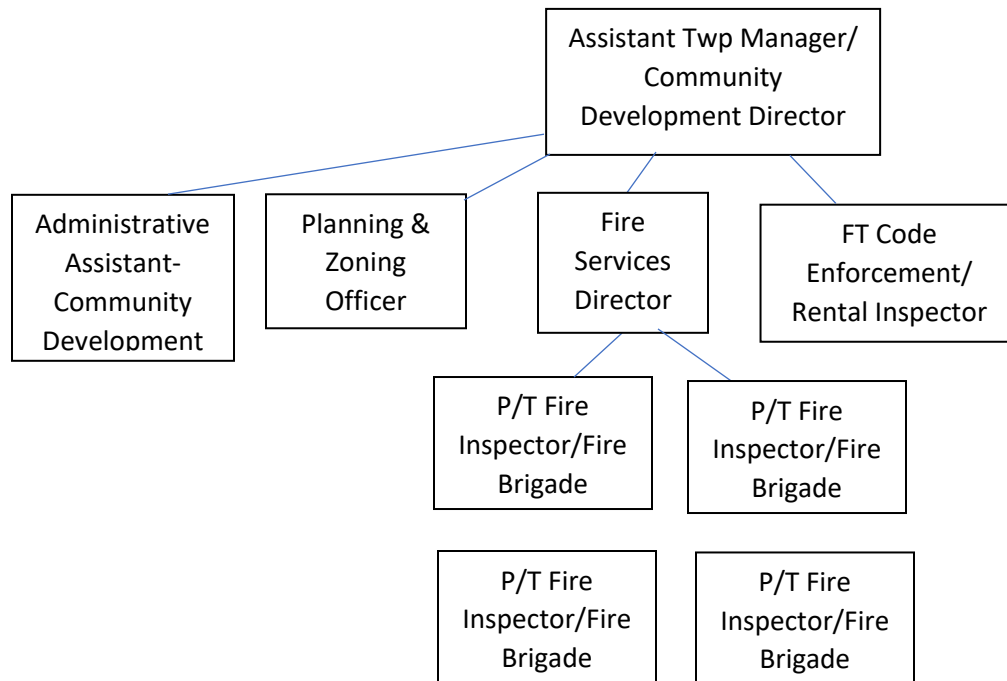 Assistant Twp Manager/
Community
Development Director
Administrative
Assistant-
Community
Development
Planning &
Zoning
Officer
Fire
Services
Director
FT Code
Enforcement/
Rental Inspector
P/T Fire
Inspector/Fire
Brigade
P/T Fire
Inspector/Fire
Brigade
P/T Fire
Inspector/Fire
Brigade
P/T Fire
Inspector/Fire
Brigade